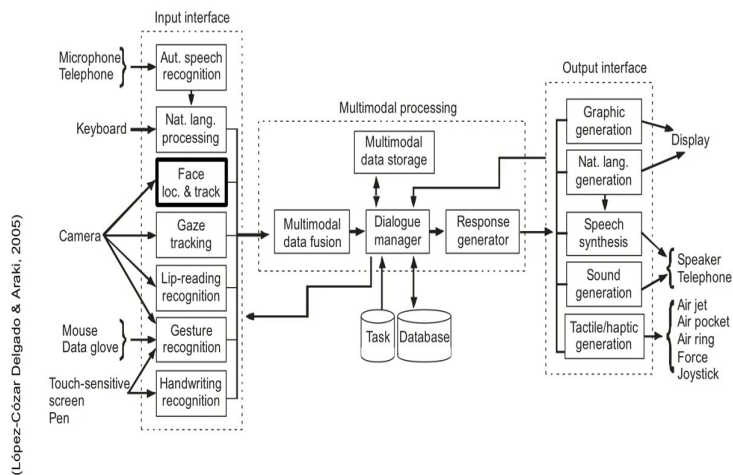 Input interface
Microphone
Telephone
Aut. speech
recognition
Keyboard
Nat. lang.
processing
Face
loc. & track
Camera
Gaze
tracking
Lip-reading
recognition
Mouse
Data glove
Gesture
recognition
Touch-sensitive
screen
Pen
Handwriting
recognition
Multimodal processing
Multimodal
data storage
Multimodal
data fusion
Dialogue
manager
Response
generator
Task
Database
Output interface
Graphic
generation
Nat. lang.
generation
Display
Speech
synthesis
Sound
generation
Speaker
Telephone
Tactile/haptic
generation
Air jet
Air pocket
Air ring
Force
Joystick
(López-Cózar Delgado & Araki, 2005)